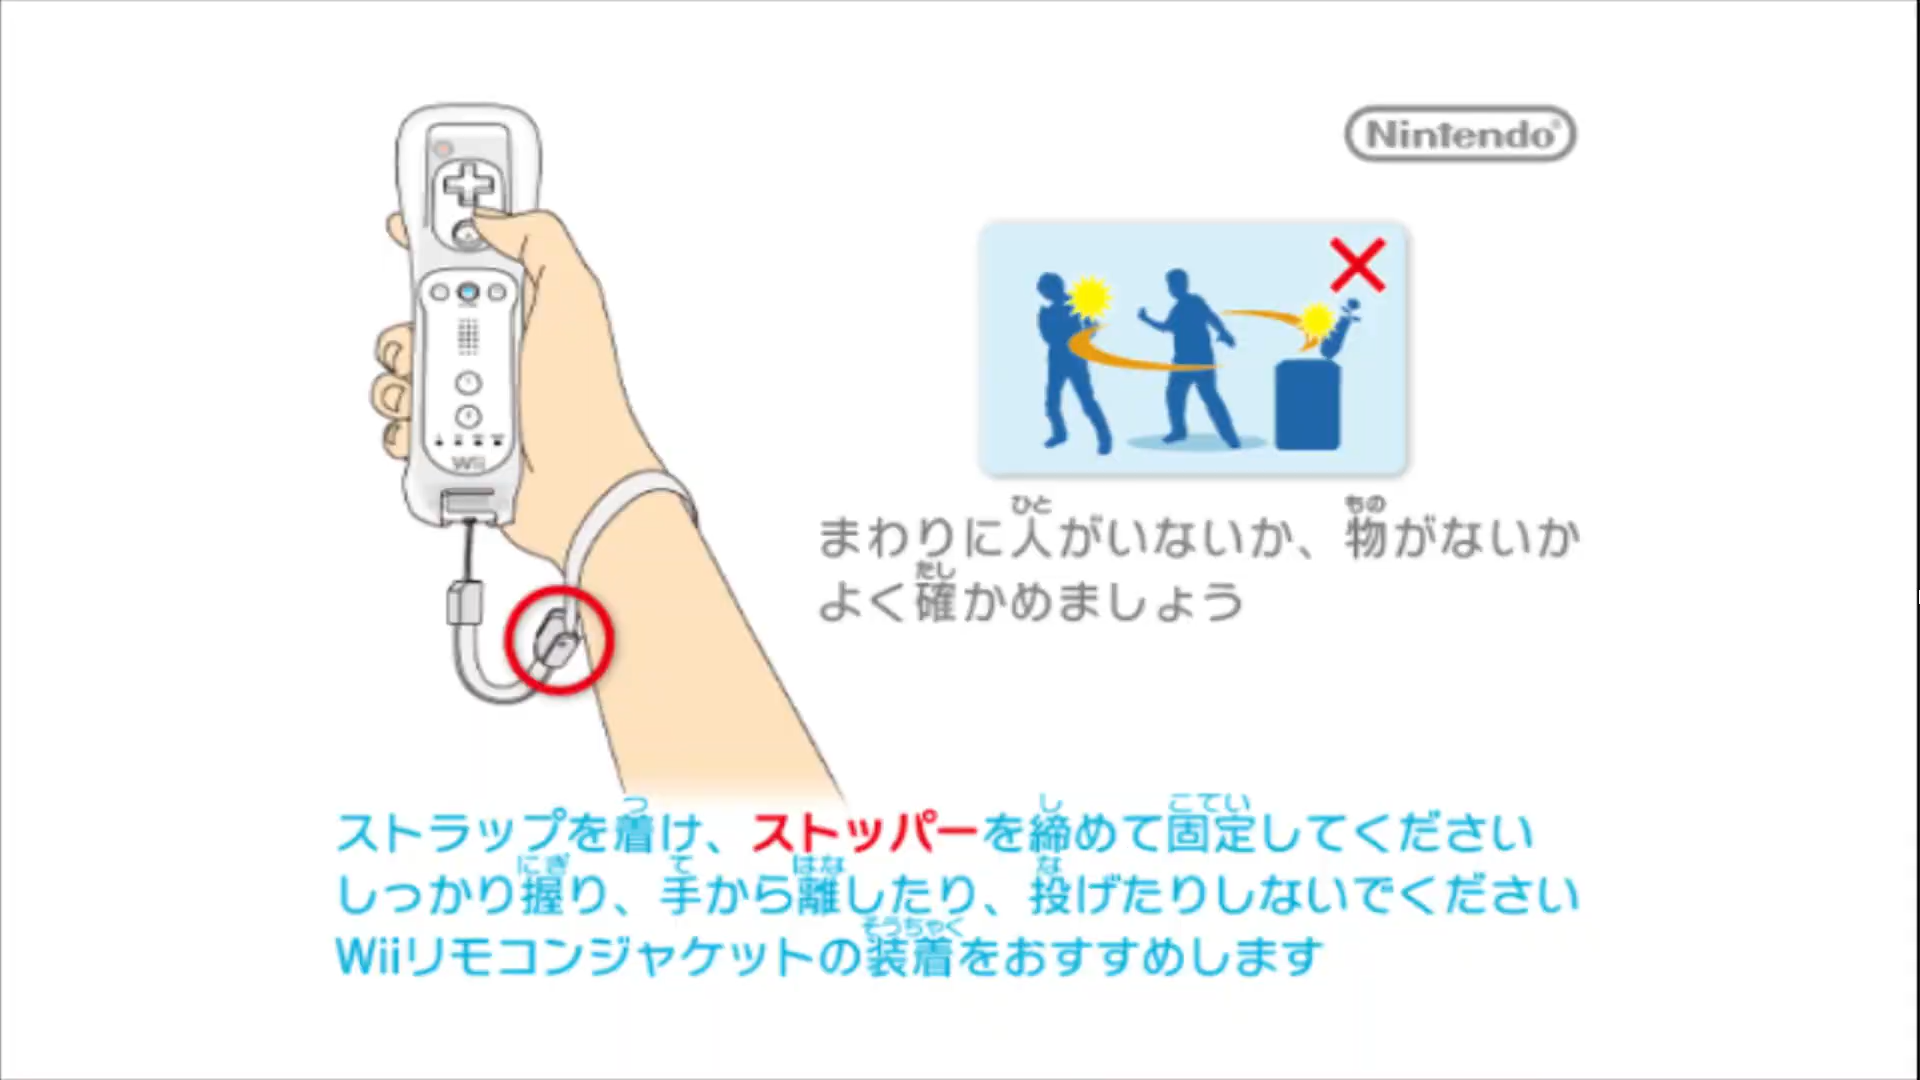 Nintendo®
Wii
まわりに人がいないか、物がないか
よく確かめましょう
ストラップを着け、ストッパーを締めて固定してください
しっかり握り、手から離したり、投げたりしないでください
Wiiリモコンジャケットの装着をおすすめします